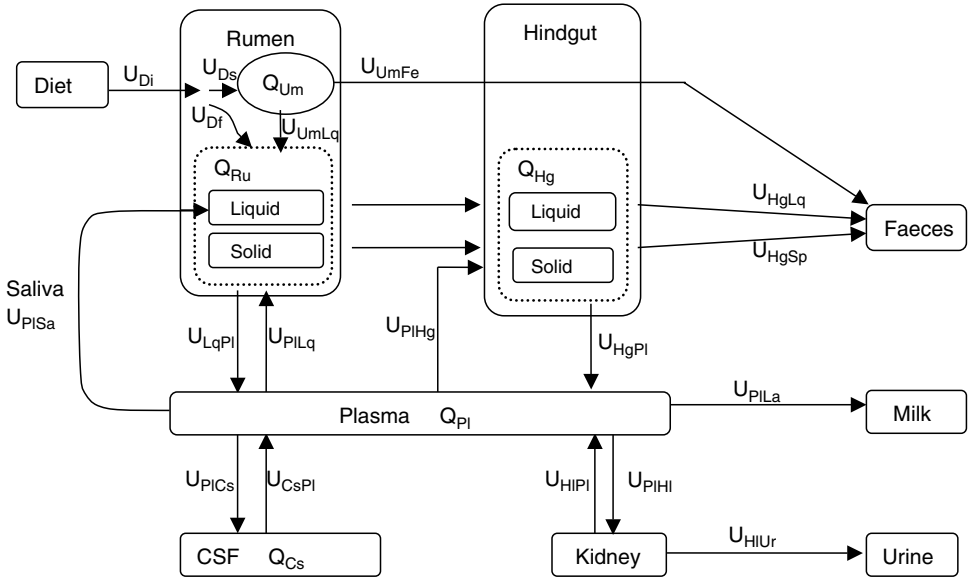 Rumen
Hindgut
Diet
U_Di
U_Ds
Q_Um
U_UmFe
U_Df
U_UmLq
Q_Ru
Q_Hg
Liquid
Solid
Liquid
Solid
U_HgLq
U_HgSp
Faeces
Saliva
U_PlSa
U_LqPl
U_PlLq
U_PlHg
U_HgPl
U_PlLa
Plasma Q_Pl
Milk
U_PlCs
U_CsPl
U_HlPl
U_PlHl
CSF Q_Cs
Kidney
U_HlUr
Urine